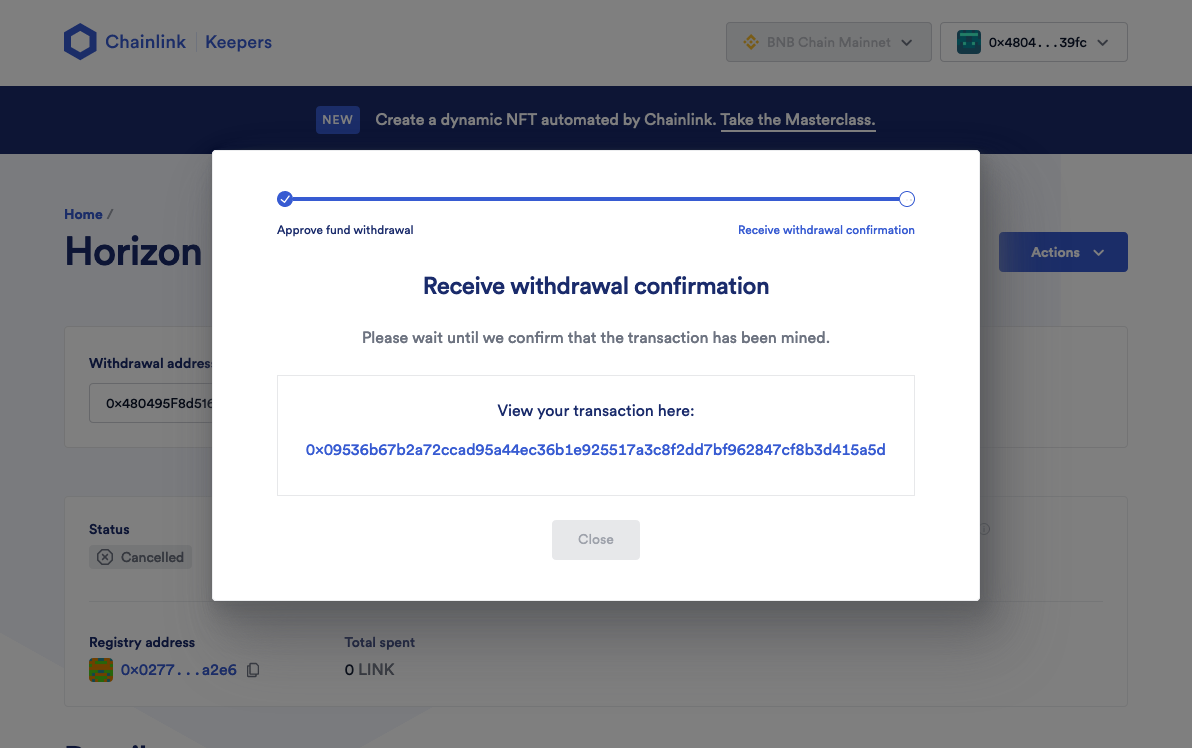 Chainlink Keepers
BNB Chain Mainnet
0x4804...39fc
NEW Create a dynamic NFT automated by Chainlink. Take the Masterclass.
Approve fund withdrawal
Receive withdrawal confirmation
Home /
Horizon
Actions
Receive withdrawal confirmation
Please wait until we confirm that the transaction has been mined.
Withdrawal address
0x480495F8d516
View your transaction here:
0x09536b67b2a72ccad95a44ec36b1e925517a3c8f2dd7bf962847cf8b3d415a5d
Close
Status
Cancelled
Registry address
0x0277...a2e6
Total spent
0 LINK